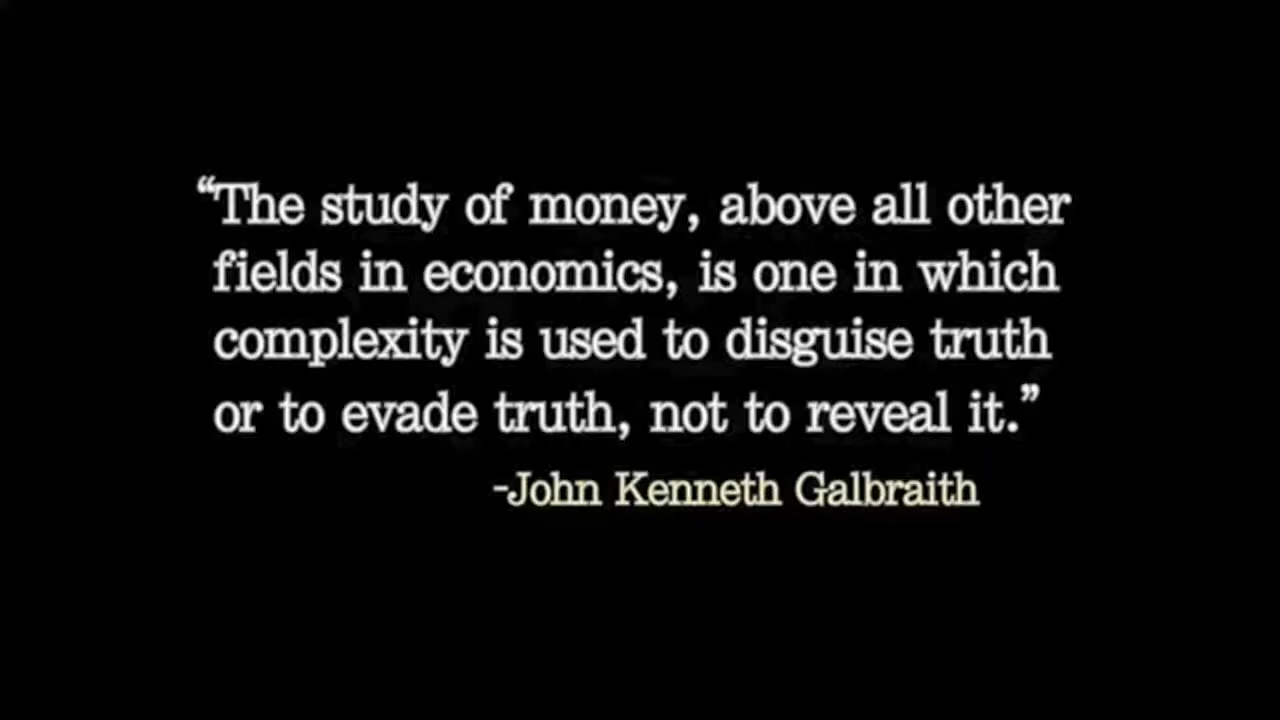 “The study of money, above all other
fields in economics, is one in which
complexity is used to disguise truth
or to evade truth, not to reveal it.”
-John Kenneth Galbraith